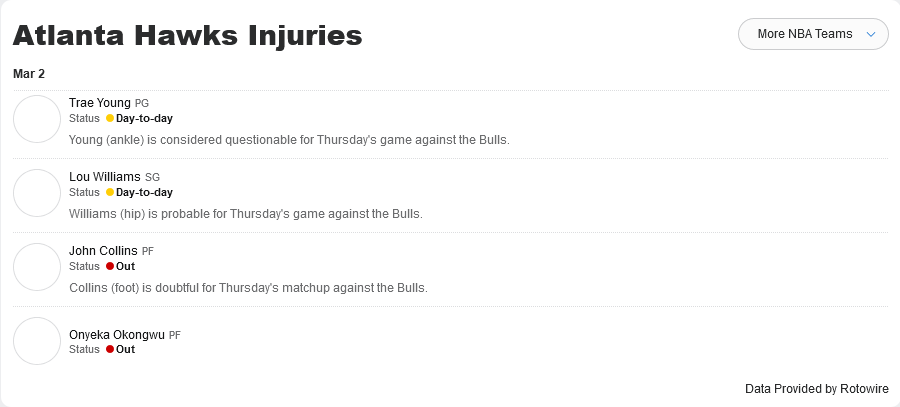 Atlanta Hawks Injuries
More NBA Teams
Mar 2
Trae Young PG
Status Day-to-day
Young (ankle) is considered questionable for Thursday's game against the Bulls.
Lou Williams SG
Status Day-to-day
Williams (hip) is probable for Thursday's game against the Bulls.
John Collins PF
Status Out
Collins (foot) is doubtful for Thursday's matchup against the Bulls.
Onyeka Okongwu PF
Status Out
Data Provided by Rotowire